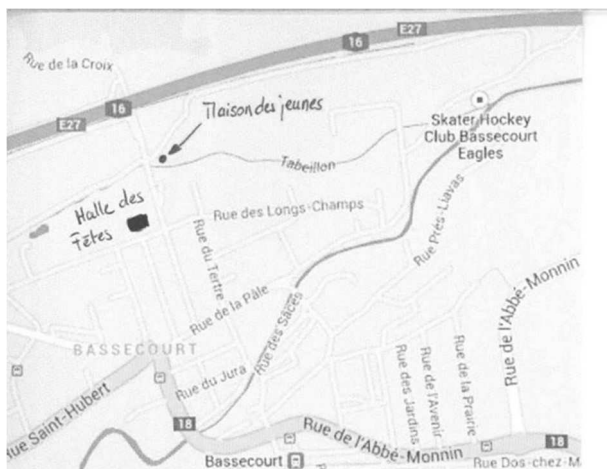 E27
16
Rue de la Croix
16
E27
Maison des jeunes
Skater Hockey
Club Bassecourt
Eagles
Tabeillon
Halle des
Fêtes
Rue des Longs-Champs
Rue du Tertre
Rue Prés-Liavas
Rue de la Pâle
Rue des Sâces
BASSECOURT
Rue de l'Abbé-Monnin
Rue du Jura
Rue des Jardins
Rue de l'Avenir
Rue de la Prairie
Rue Saint-Hubert
18
Rue de l'Abbé-Monnin
18
Bassecourt
Rue Dos-chez-M